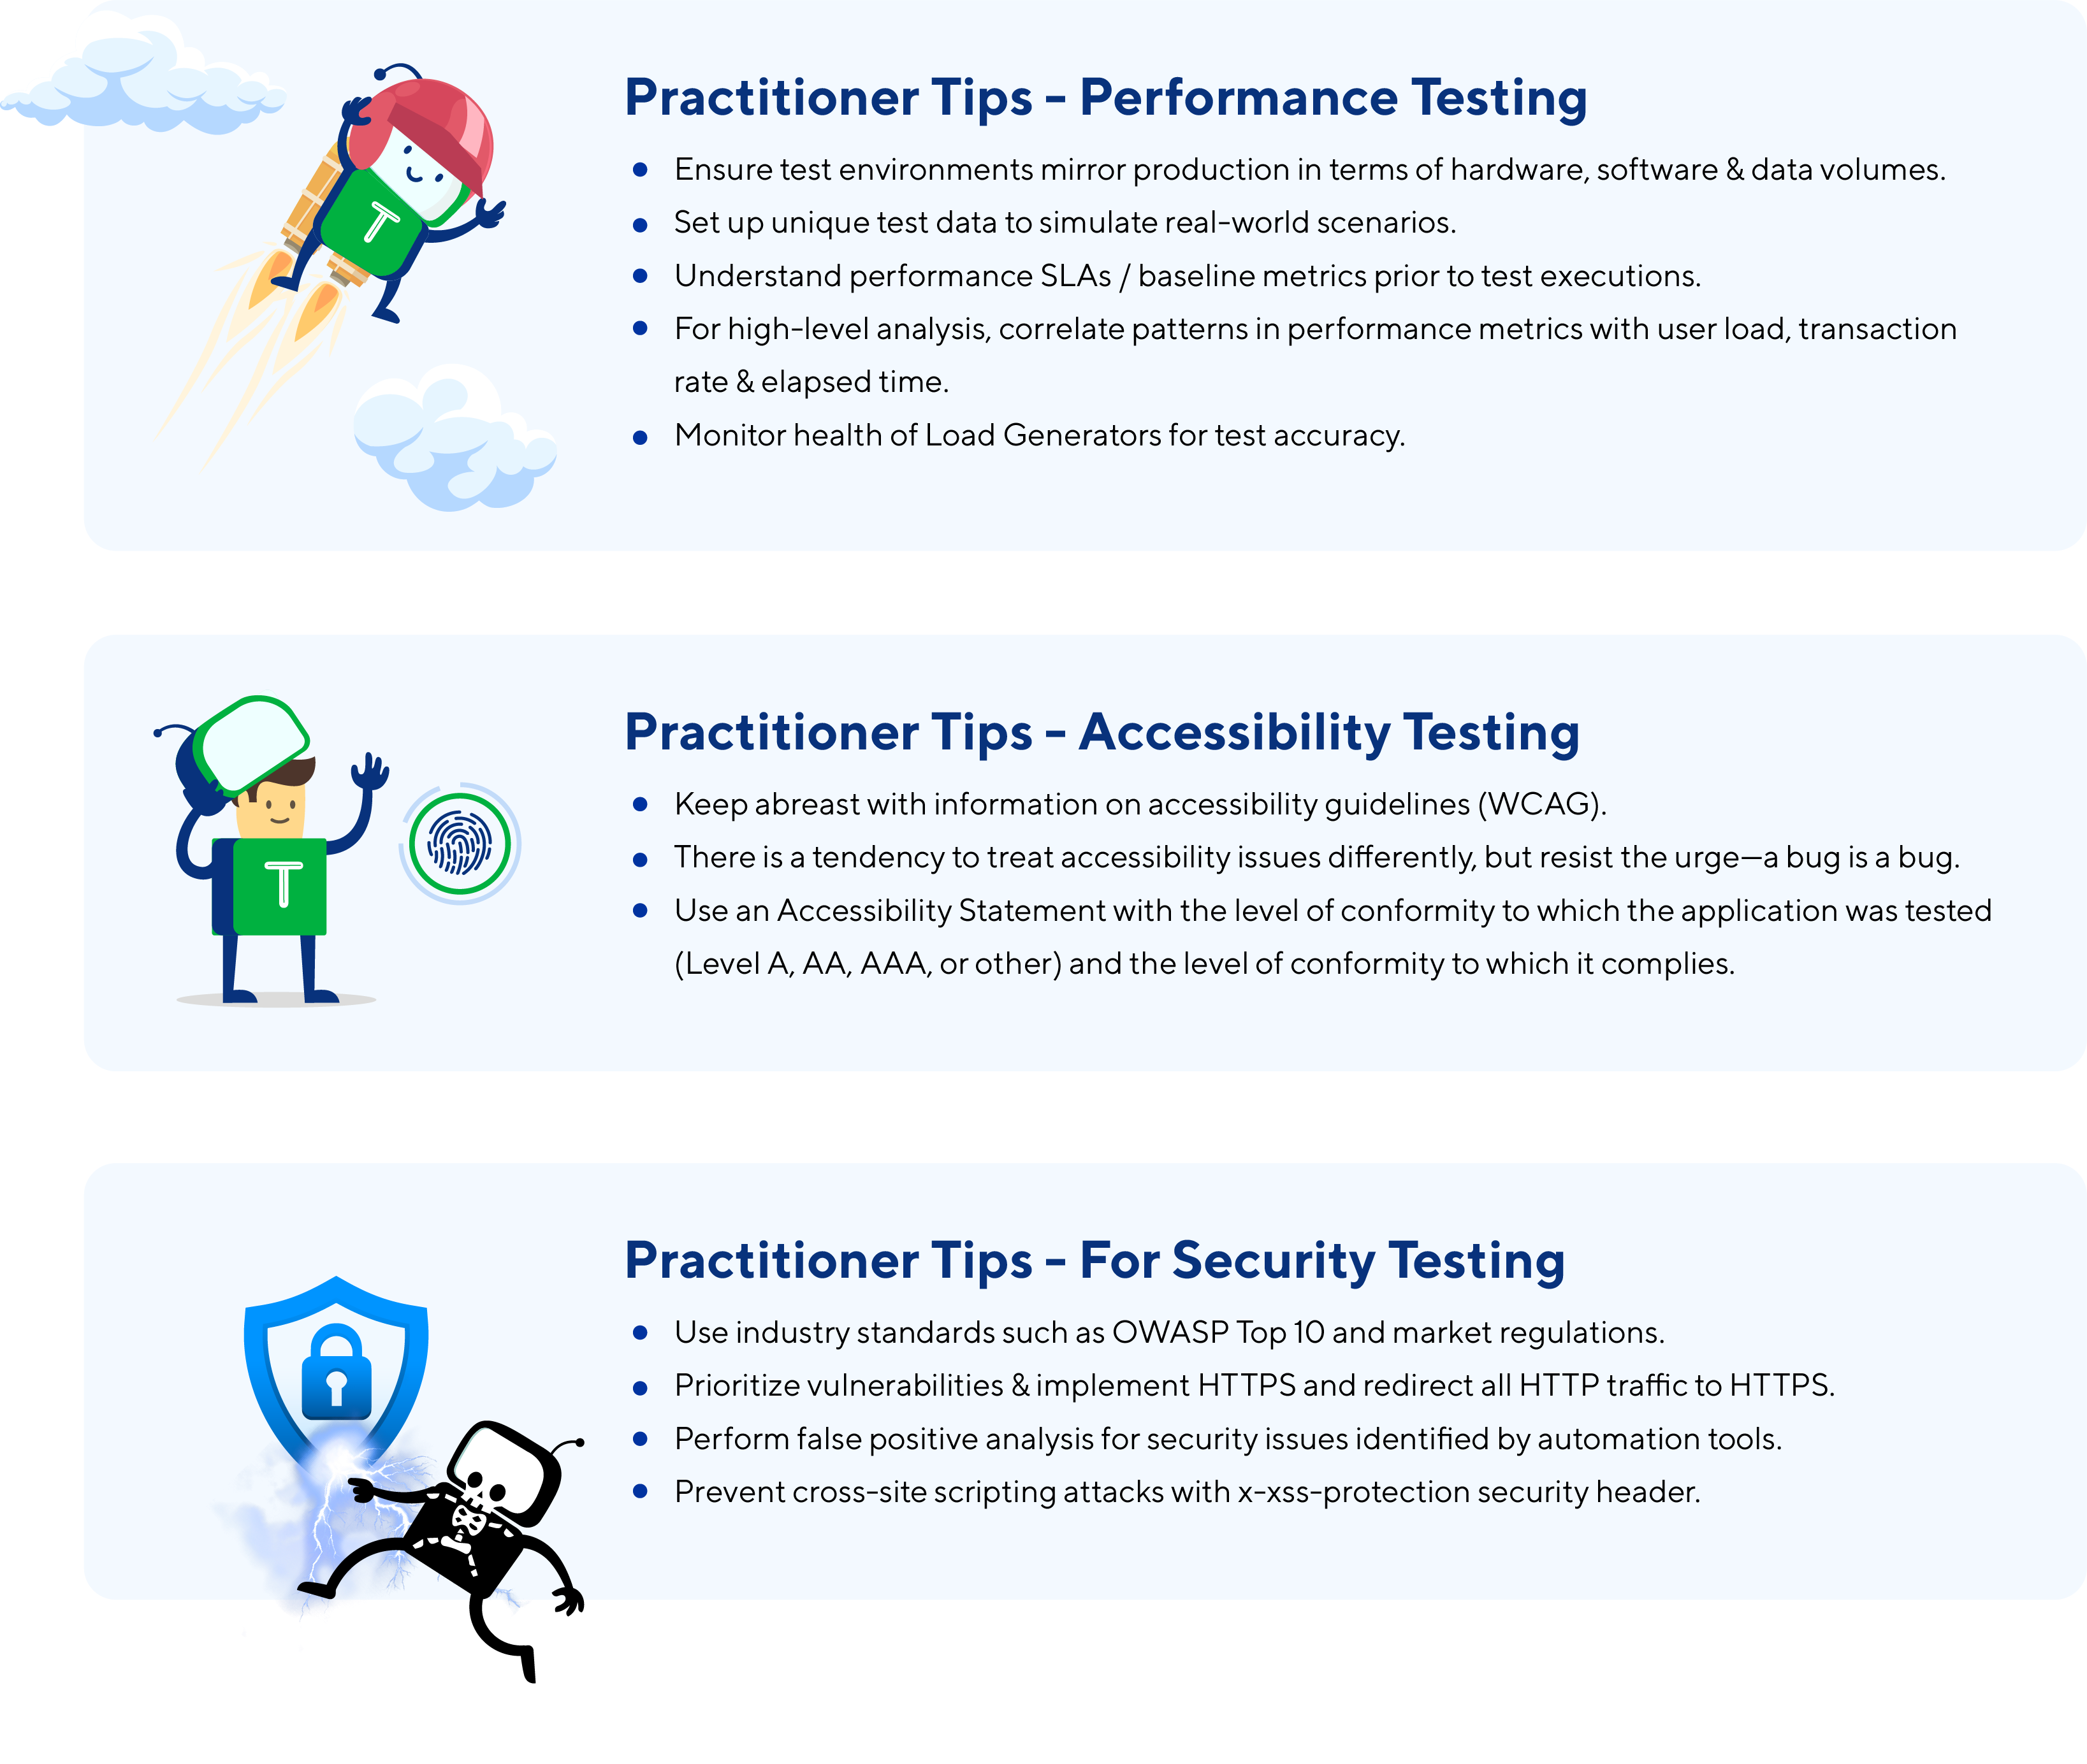 Practitioner Tips - Performance Testing
Ensure test environments mirror production in terms of hardware, software & data volumes.
Set up unique test data to simulate real-world scenarios.
Understand performance SLAs / baseline metrics prior to test executions.
For high-level analysis, correlate patterns in performance metrics with user load, transaction
rate & elapsed time.
Monitor health of Load Generators for test accuracy.
T
Practitioner Tips - Accessibility Testing
Keep abreast with information on accessibility guidelines (WCAG).
There is a tendency to treat accessibility issues differently, but resist the urge—a bug is a bug.
Use an Accessibility Statement with the level of conformity to which the application was tested
(Level A, AA, AAA, or other) and the level of conformity to which it complies.
T
Practitioner Tips - For Security Testing
Use industry standards such as OWASP Top 10 and market regulations.
Prioritize vulnerabilities & implement HTTPS and redirect all HTTP traffic to HTTPS.
Perform false positive analysis for security issues identified by automation tools.
Prevent cross-site scripting attacks with x-xss-protection security header.